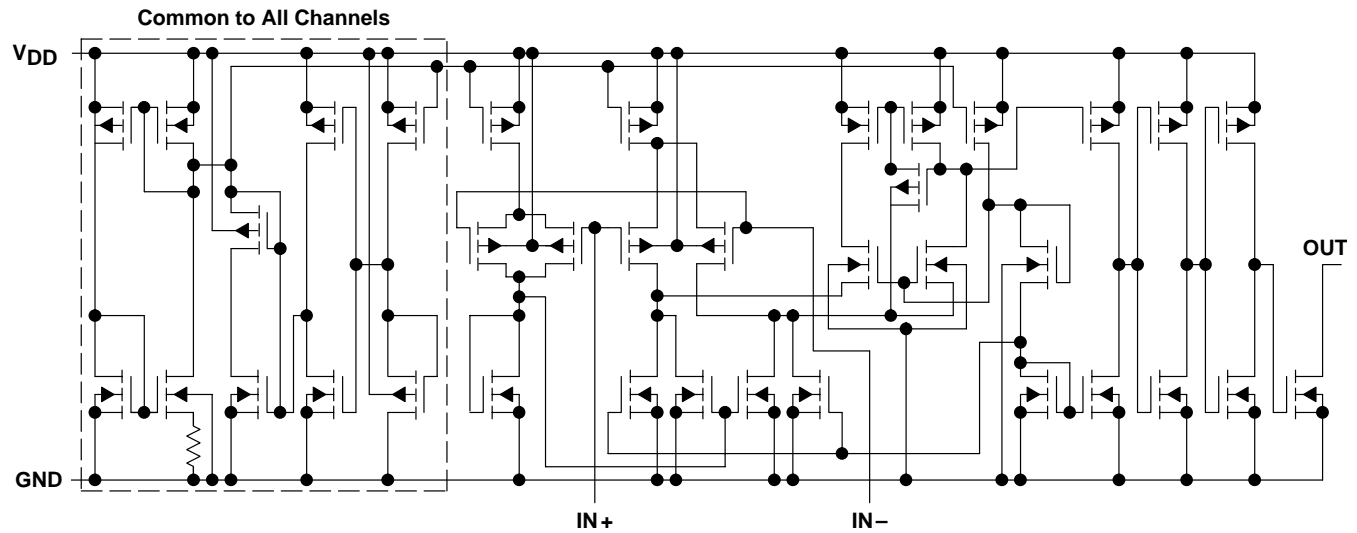 Common to All Channels
VDD
OUT
GND
IN+
IN−